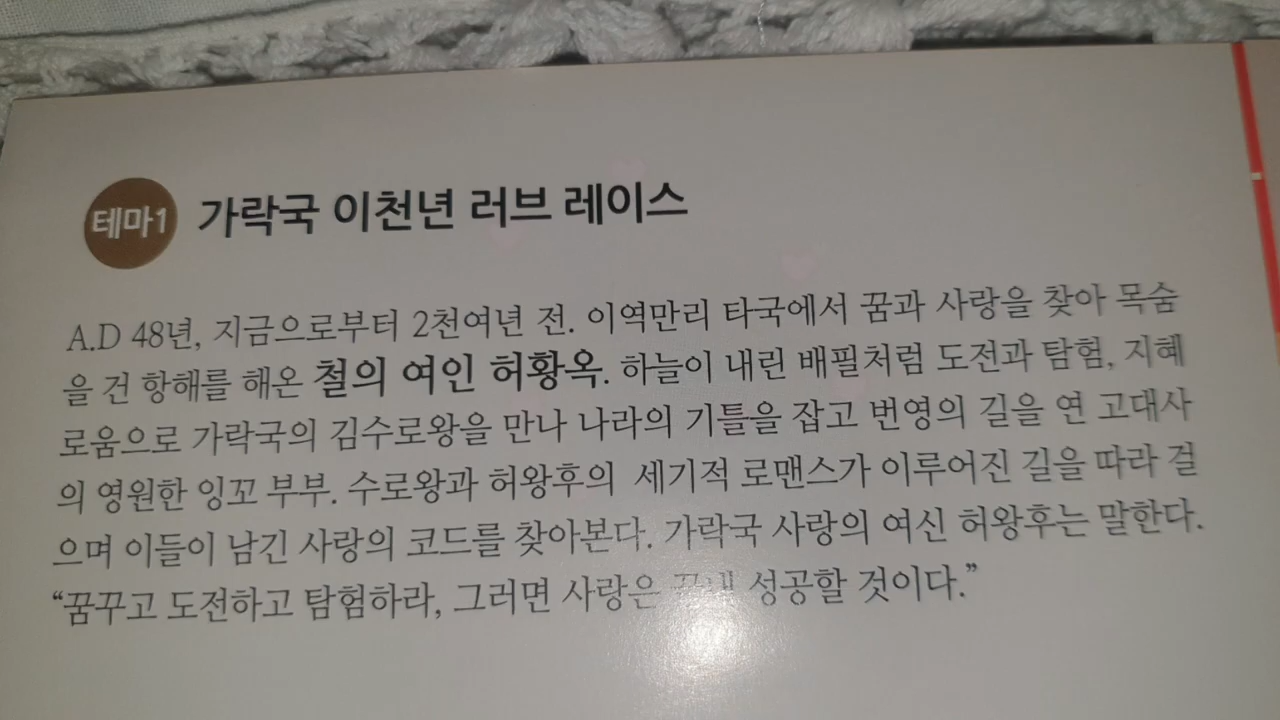 테마1 가락국 이천년 러브 레이스
A.D 48년, 지금으로부터 2천여년 전. 이역만리 타국에서 꿈과 사랑을 찾아 목숨
을 건 항해를 해온 철의 여인 허황옥. 하늘이 내린 배필처럼 도전과 탐험, 지혜
로움으로 가락국의 김수로왕을 만나 나라의 기틀을 잡고 번영의 길을 연 고대사
의 영원한 잉꼬 부부. 수로왕과 허왕후의 세기적 로맨스가 이루어진 길을 따라 걸
으며 이들이 남긴 사랑의 코드를 찾아본다. 가락국 사랑의 여신 허왕후는 말한다.
“꿈꾸고 도전하고 탐험하라, 그러면 사랑은 성공할 것이다.”